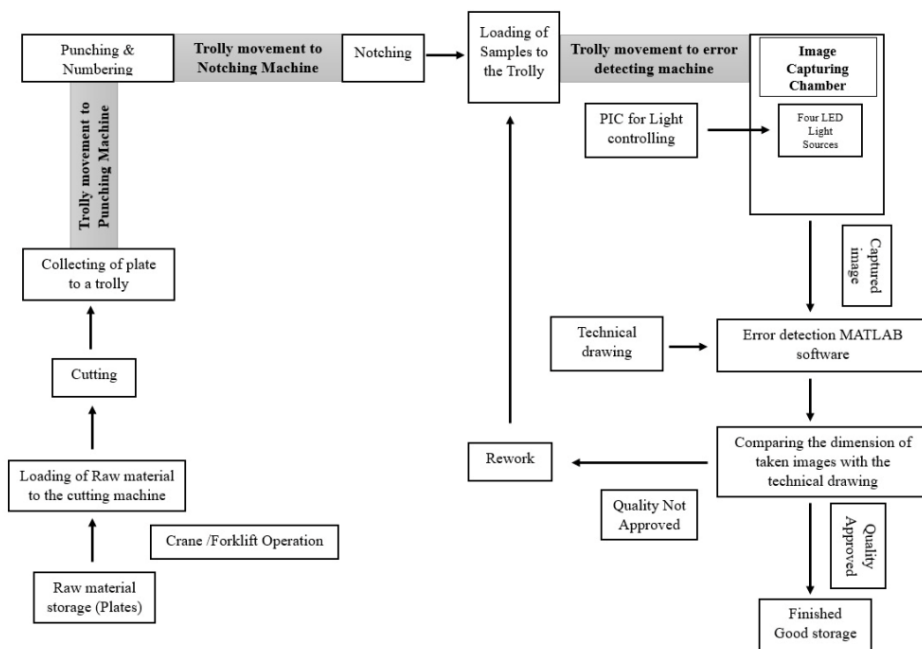 Punching &
Numbering
Trolly movement to
Notching Machine
Notching
Loading of
Samples to
the Trolly
Trolly movement to error
detecting machine
Image
Capturing
Chamber
PIC for Light
controlling
Four LED
Light
Sources
Trolly movement to
Punching Machine
Collecting of plate
to a trolly
Captured
image
Technical
drawing
Error detection MATLAB
software
Cutting
Rework
Comparing the dimension of
taken images with the
technical drawing
Loading of Raw material
to the cutting machine
Quality Not
Approved
Quality
Approved
Crane /Forklift Operation
Raw material
storage (Plates)
Finished
Good storage